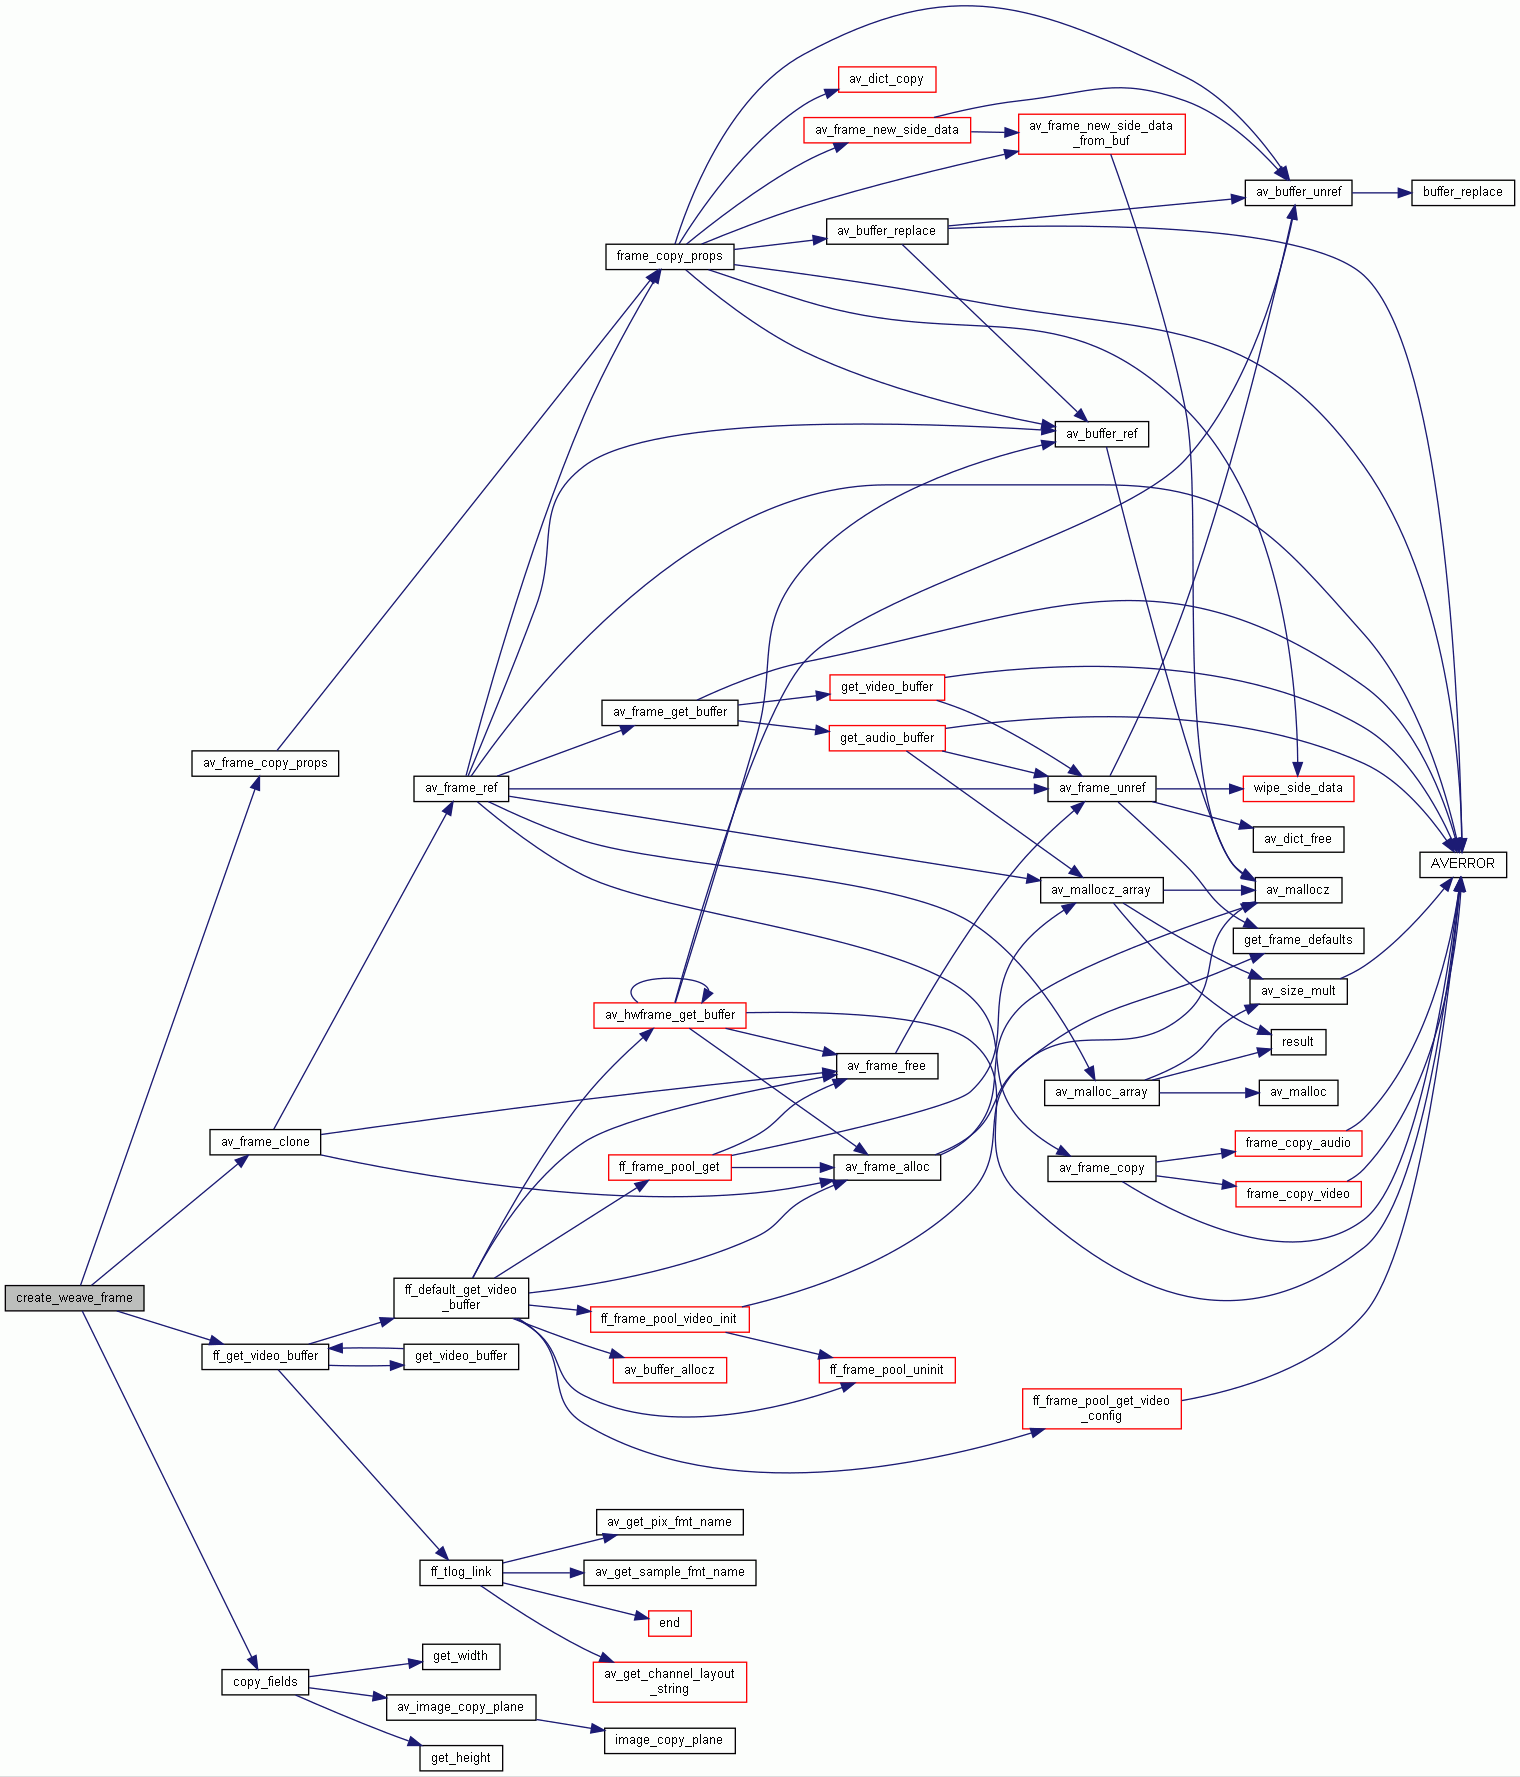 av_dict_copy
av_frame_new_side_data
av_frame_new_side_data
_from_buf
av_buffer_unref
buffer_replace
av_buffer_replace
frame_copy_props
av_buffer_ref
get_video_buffer
av_frame_get_buffer
get_audio_buffer
av_frame_copy_props
av_frame_ref
av_frame_unref
wipe_side_data
av_dict_free
AVERROR
av_mallocz_array
av_mallocz
get_frame_defaults
av_size_mult
av_hwframe_get_buffer
result
av_frame_free
av_malloc_array
av_malloc
av_frame_clone
frame_copy_audio
ff_frame_pool_get
av_frame_alloc
av_frame_copy
frame_copy_video
create_weave_frame
ff_default_get_video
_buffer
ff_frame_pool_video_init
ff_get_video_buffer
get_video_buffer
av_buffer_allocz
ff_frame_pool_uninit
ff_frame_pool_get_video
_config
av_get_pix_fmt_name
ff_tlog_link
av_get_sample_fmt_name
end
get_width
av_get_channel_layout
_string
copy_fields
av_image_copy_plane
image_copy_plane
get_height